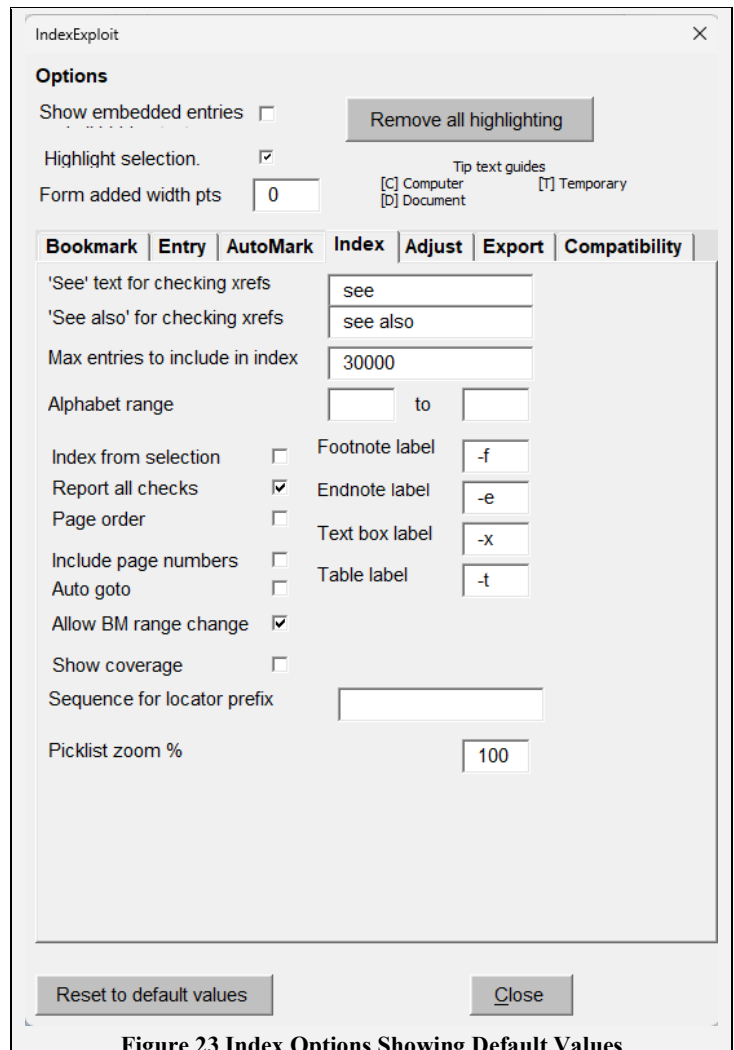 IndexExploit
Options
Show embedded entries
Remove all highlighting
Highlight selection.
Tip text guides
[C] Computer [T] Temporary
[D] Document
Form added width pts 0
Bookmark Entry AutoMark Index Adjust Export Compatibility
'See' text for checking xrefs see
'See also' for checking xrefs see also
Max entries to include in index 30000
Alphabet range to
Index from selection
Footnote label -f
Report all checks
Endnote label -e
Page order
Text box label -x
Include page numbers
Table label -t
Auto goto
Allow BM range change
Show coverage
Sequence for locator prefix
Picklist zoom % 100
Reset to default values Close
Figure 23 Index Options Showing Default Values